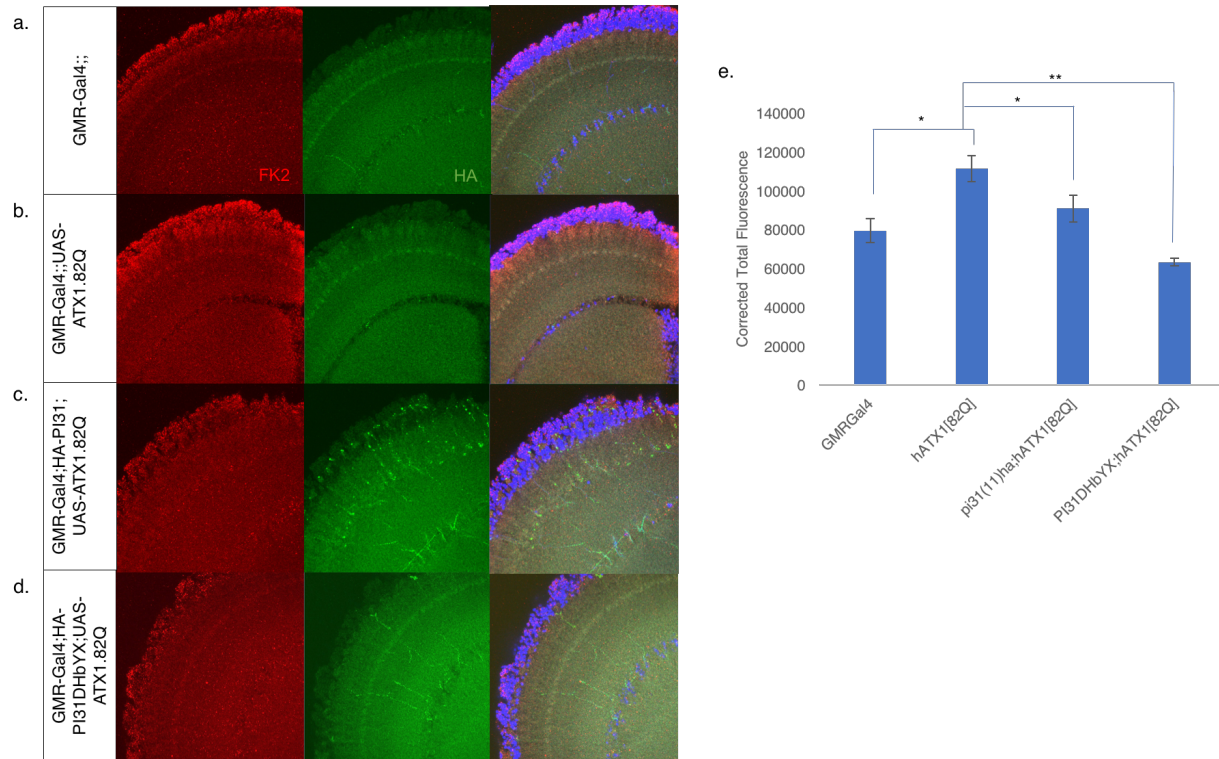 a.
GMR-Gal4;;
FK2
HA
b.
GMR-Gal4;;UAS-
ATX1.82Q
c.
GMR-Gal4;HA-PI31;
UAS-ATX1.82Q
d.
GMR-Gal4;HA-
PI31DHbYX;UAS-
ATX1.82Q
e.
**
*
*
Corrected Total Fluorescence
140000
120000
100000
80000
60000
40000
20000
0
GMRGal4
hATX1[82Q]
pi31(11)ha;hATX1[82Q]
PI31DHbYX;hATX1[82Q]